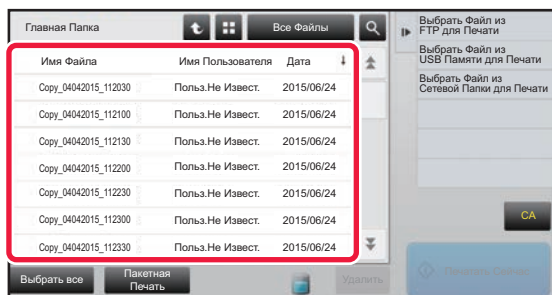 Главная Папка
Все Файлы
Имя Файла Имя Пользователя Дата
Copy_04042015_112030 Польз.Не Извест. 2015/06/24
Copy_04042015_112100 Польз.Не Извест. 2015/06/24
Copy_04042015_112130 Польз.Не Извест. 2015/06/24
Copy_04042015_112200 Польз.Не Извест. 2015/06/24
Copy_04042015_112230 Польз.Не Извест. 2015/06/24
Copy_04042015_112300 Польз.Не Извест. 2015/06/24
Copy_04042015_112330 Польз.Не Извест. 2015/06/24
Выбрать все
Пакетная
Печать
Удалить
Выбрать Файл из
FTP для Печати
Выбрать Файл из
USB Памяти для Печати
Выбрать Файл из
Сетевой Папки для Печати
CA